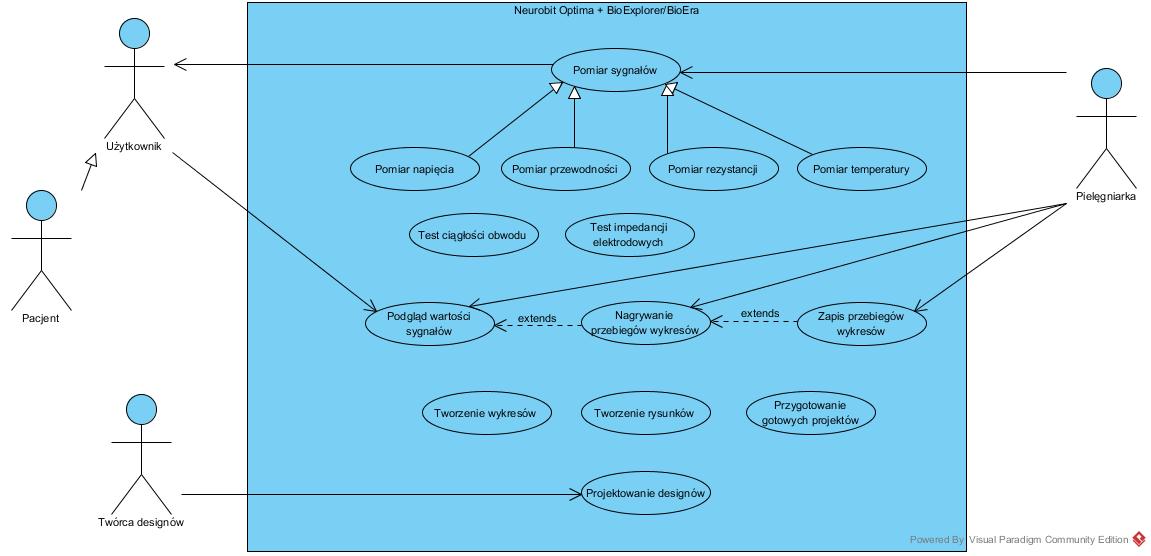 Neurobit Optima + BioExplorer/BioEra
Pomiar sygnałów
Użytkownik
Pomiar napięcia
Pomiar przewodności
Pomiar rezystancji
Pomiar temperatury
Pielęgniarka
Test ciągłości obwodu
Test impedancji
elektrodowych
Pacjent
Podgląd wartości
sygnałów
extends
Nagrywanie
przebiegów wykresów
extends
Zapis przebiegów
wykresów
Tworzenie wykresów
Tworzenie rysunków
Przygotowanie
gotowych projektów
Projektowanie designów
Twórca designów
Powered By Visual Paradigm Community Edition